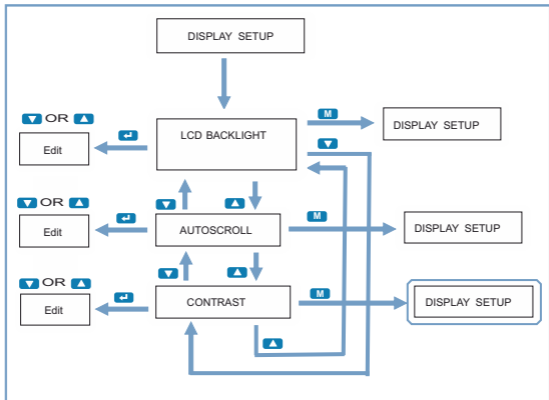 DISPLAY SETUP
OR
M
LCD BACKLIGHT
DISPLAY SETUP
Edit
OR
M
AUTOSCROLL
DISPLAY SETUP
Edit
OR
M
CONTRAST
DISPLAY SETUP
Edit